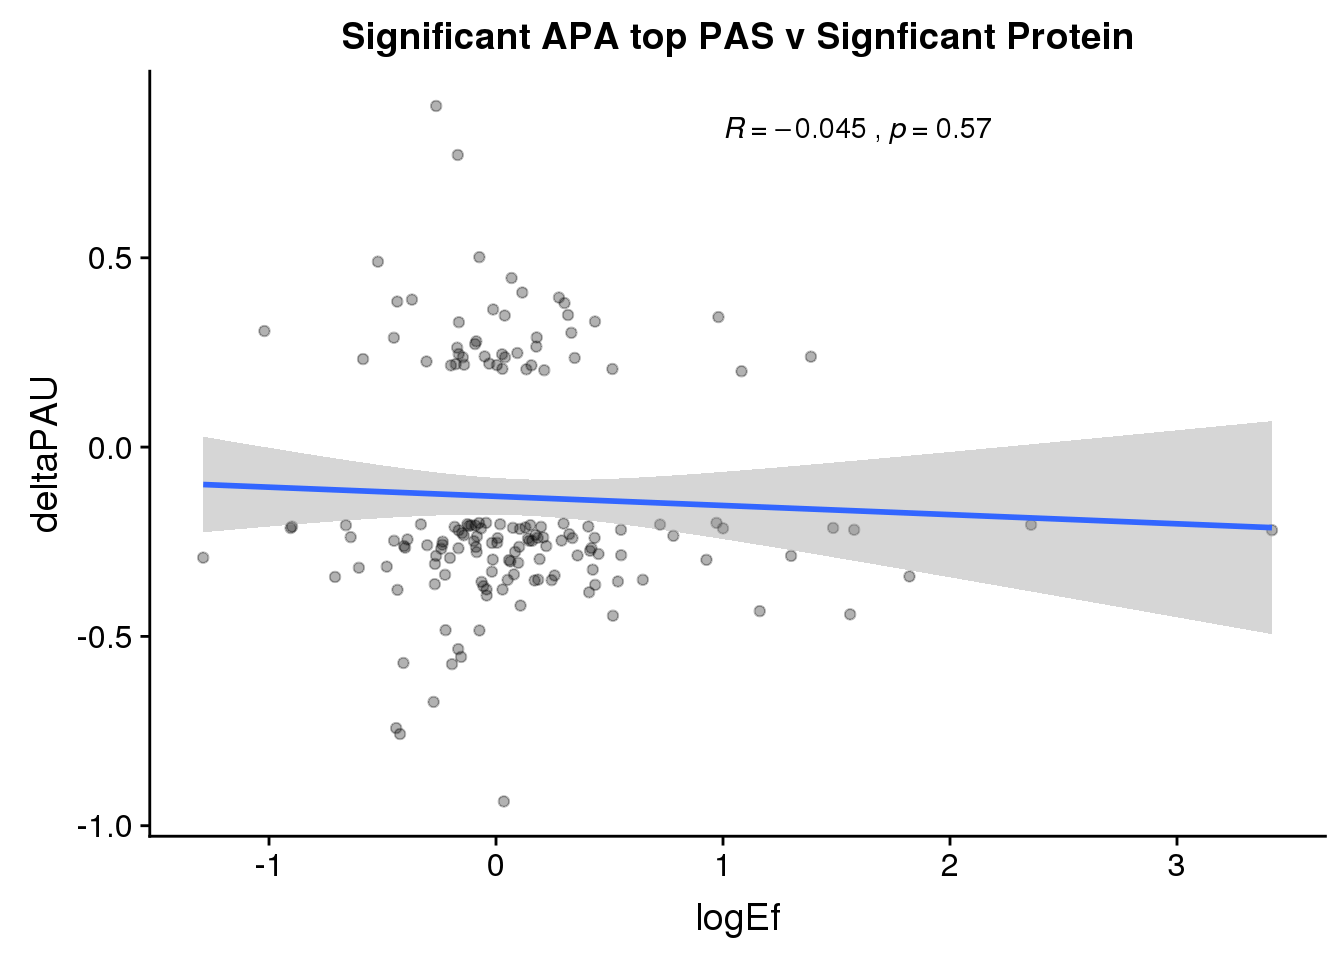 Significant APA top PAS v Signficant Protein
R = −0.045 , p = 0.57
deltaPAU
0.5
0.0
-0.5
-1.0
-1 0 1 2 3
logEf